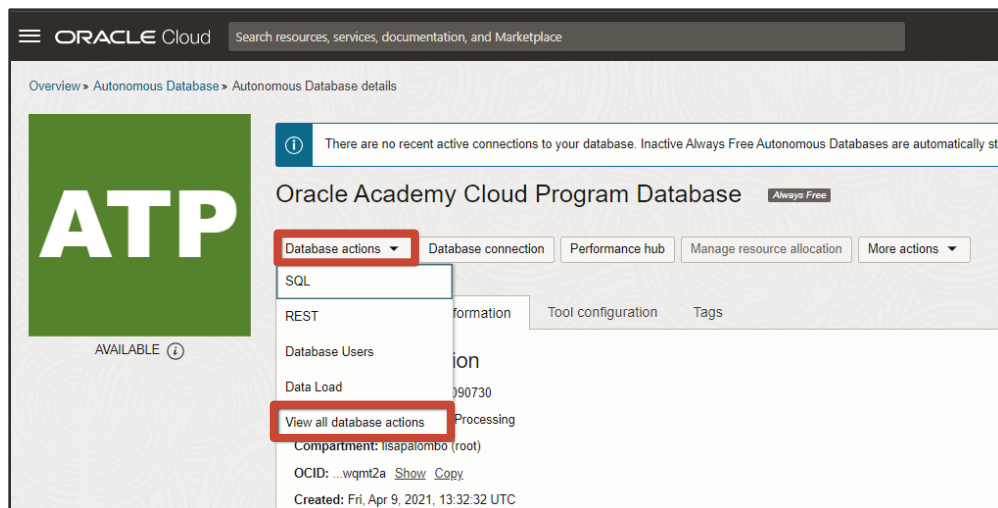 ORACLE Cloud
Search resources, services, documentation, and Marketplace
Overview » Autonomous Database » Autonomous Database details
There are no recent active connections to your database. Inactive Always Free Autonomous Databases are automatically st
ATP
AVAILABLE
Oracle Academy Cloud Program Database
Always Free
Database actions
Database connection
Performance hub
Manage resource allocation
More actions
SQL
REST
Database Users
Data Load
View all database actions
formation
Tool configuration
Tags
ion
090730
Processing
Compartment: lisapalombo (root)
OCID: ...wqmt2a Show Copy
Created: Fri, Apr 9, 2021, 13:32:32 UTC